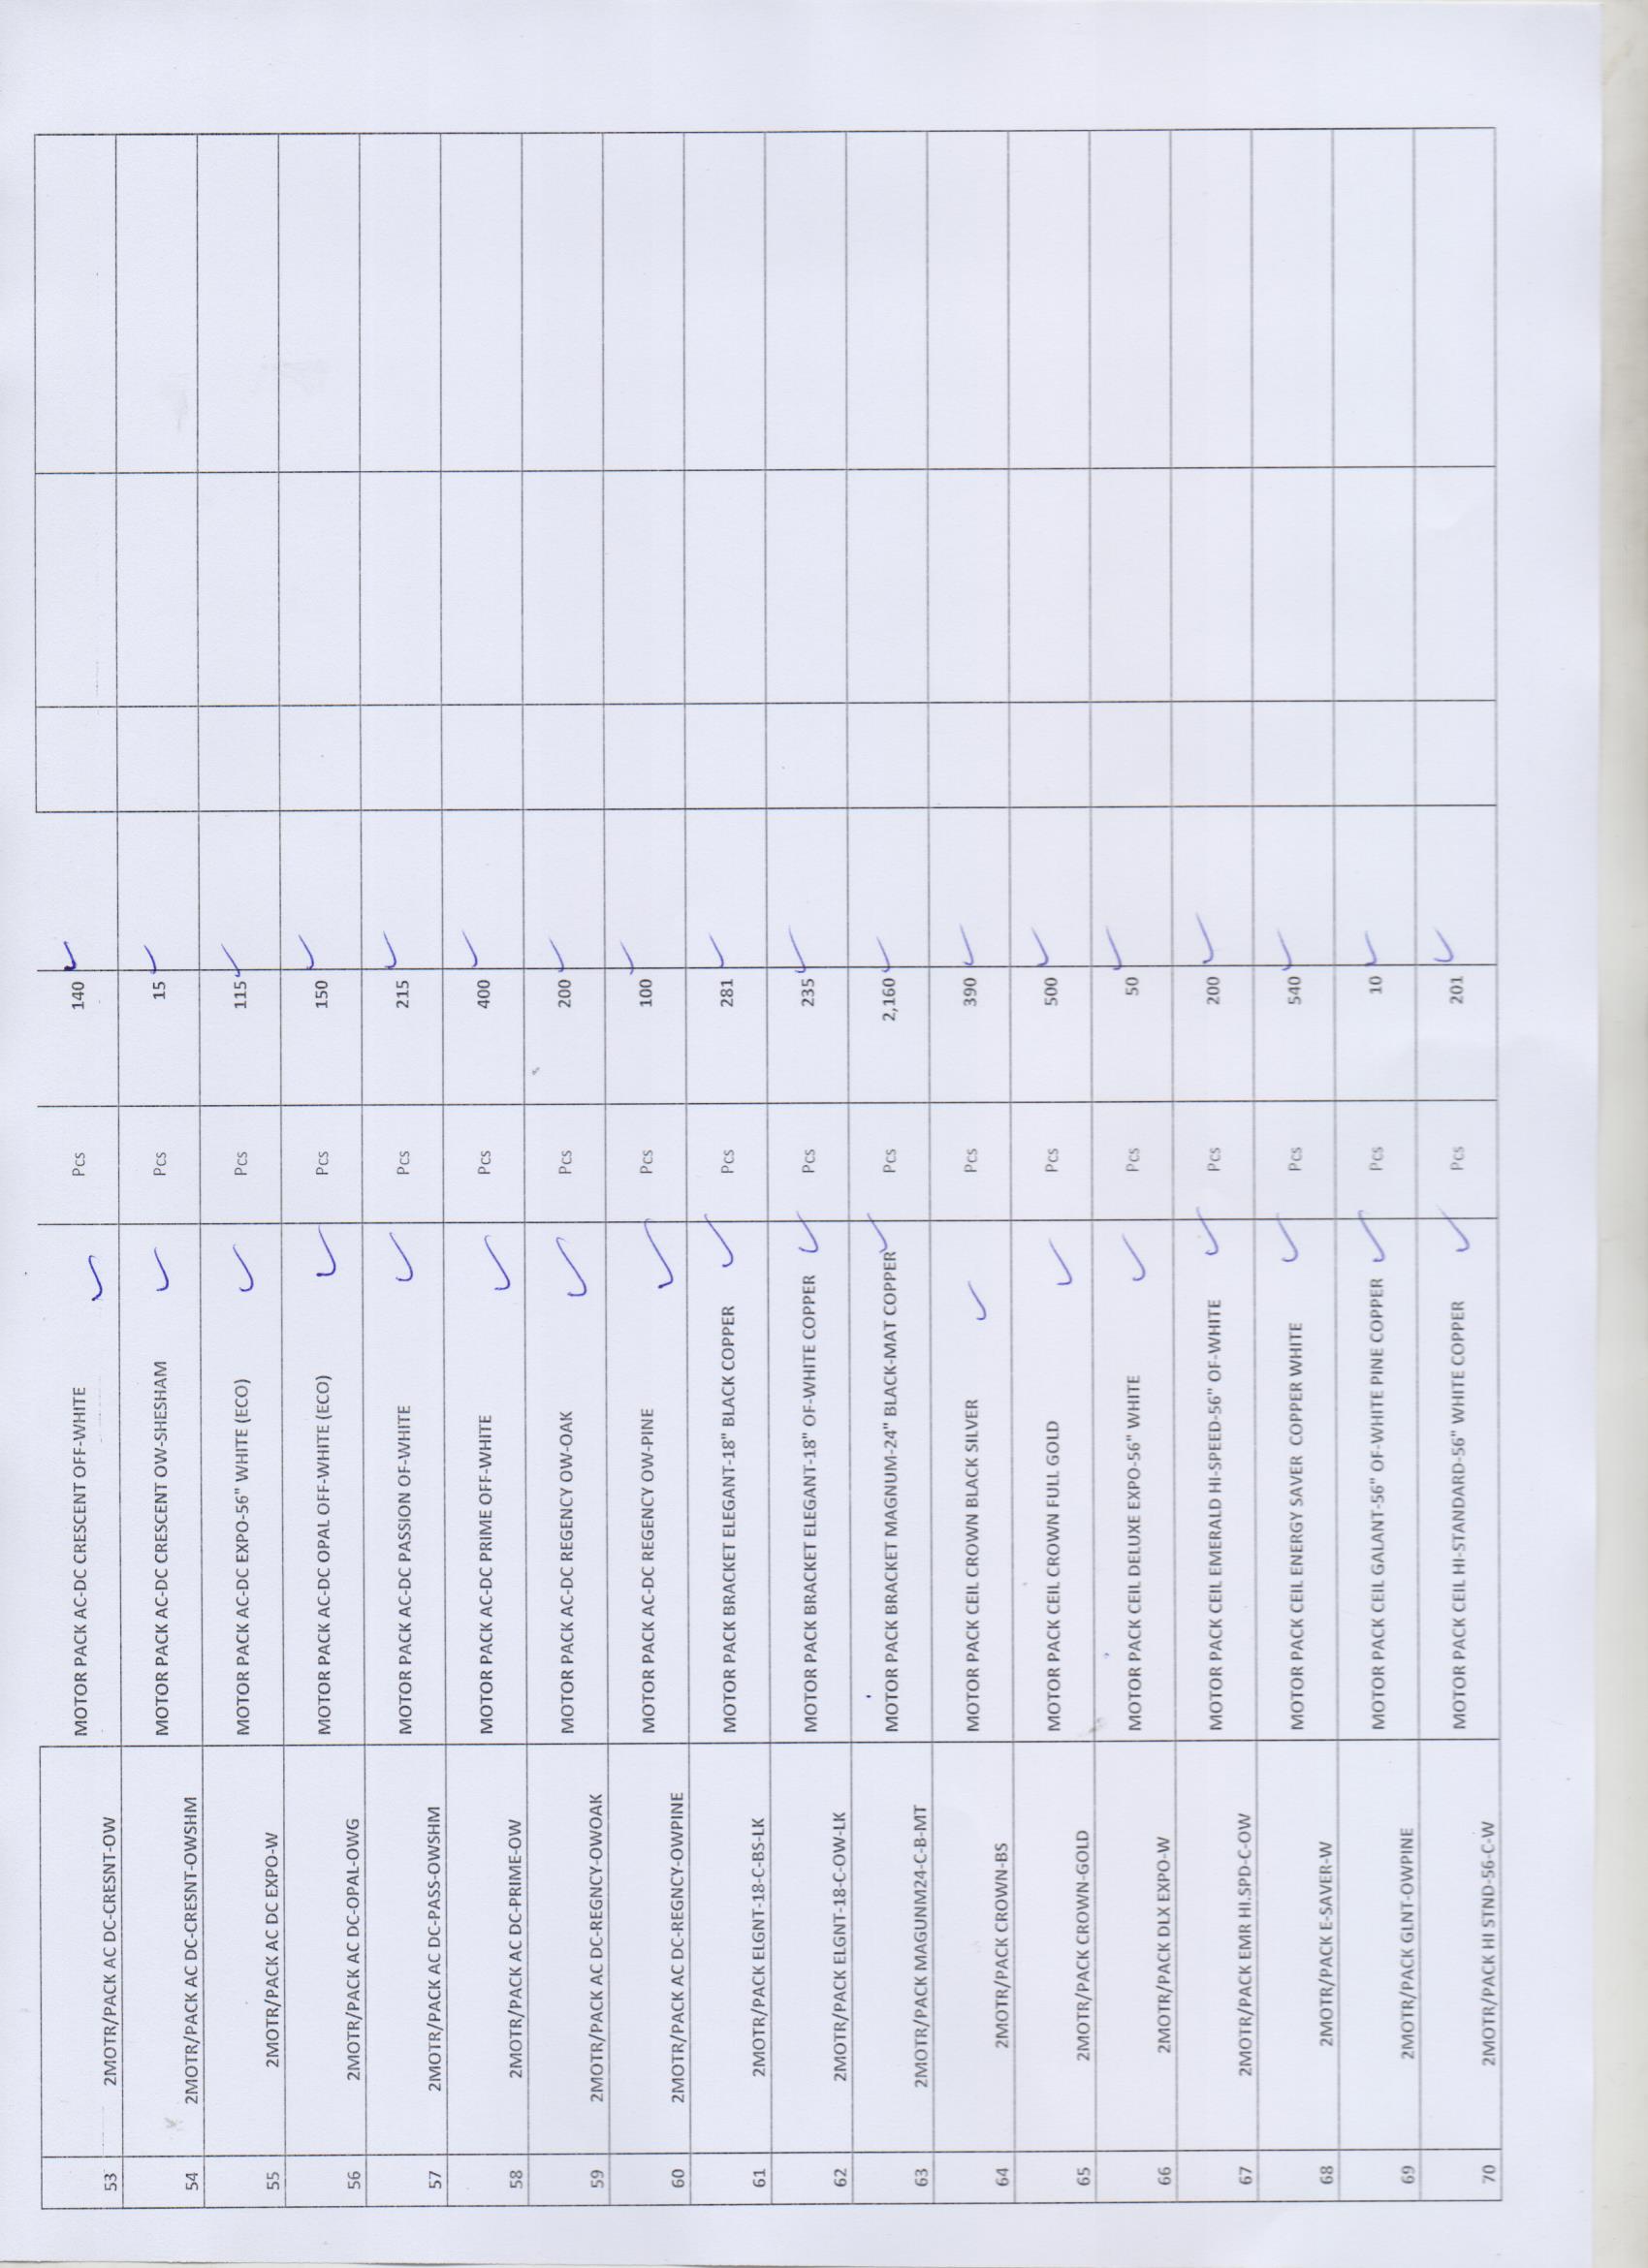 MOTOR PACK AC-DC CRESCENT OFF-WHITE Pcs 140
53 2MOTR/PACK AC DC-CRESNT-OW
MOTOR PACK AC-DC CRESCENT OW-SHESHAM Pcs 15
54 2MOTR/PACK AC DC-CRESNT-OWSHM
MOTOR PACK AC-DC EXPO-56" WHITE (ECO) Pcs 115
55 2MOTR/PACK AC DC EXPO-W
MOTOR PACK AC-DC OPAL OFF-WHITE (ECO) Pcs 150
56 2MOTR/PACK AC DC-OPAL-OWG
MOTOR PACK AC-DC PASSION OF-WHITE Pcs 215
57 2MOTR/PACK AC DC-PASS-OWSHM
MOTOR PACK AC-DC PRIME OFF-WHITE Pcs 400
58 2MOTR/PACK AC DC-PRIME-OW
MOTOR PACK AC-DC REGENCY OW-OAK Pcs 200
59 2MOTR/PACK AC DC-REGNCY-OWOAK
MOTOR PACK AC-DC REGENCY OW-PINE Pcs 100
60 2MOTR/PACK AC DC-REGNCY-OWPINE
MOTOR PACK BRACKET ELEGANT-18" BLACK COPPER Pcs 281
61 2MOTR/PACK ELGNT-18-C-BS-LK
MOTOR PACK BRACKET ELEGANT-18" OF-WHITE COPPER Pcs 235
62 2MOTR/PACK ELGNT-18-C-OW-LK
MOTOR PACK BRACKET MAGNUM-24" BLACK-MAT COPPER Pcs 2,160
63 2MOTR/PACK MAGUNM24-C-B-MT
MOTOR PACK CEIL CROWN BLACK SILVER Pcs 390
64 2MOTR/PACK CROWN-BS
MOTOR PACK CEIL CROWN FULL GOLD Pcs 500
65 2MOTR/PACK CROWN-GOLD
MOTOR PACK CEIL DELUXE EXPO-56" WHITE Pcs 50
66 2MOTR/PACK DLX EXPO-W
MOTOR PACK CEIL EMERALD HI-SPEED-56" OF-WHITE Pcs 200
67 2MOTR/PACK EMR HI.SPD-C-OW
MOTOR PACK CEIL ENERGY SAVER COPPER WHITE Pcs 540
68 2MOTR/PACK E-SAVER-W
MOTOR PACK CEIL GALANT-56" OF-WHITE PINE COPPER Pcs 10
69 2MOTR/PACK GLNT-OWPINE
MOTOR PACK CEIL HI-STANDARD-56" WHITE COPPER Pcs 201
70 2MOTR/PACK HI STND-56-C-W